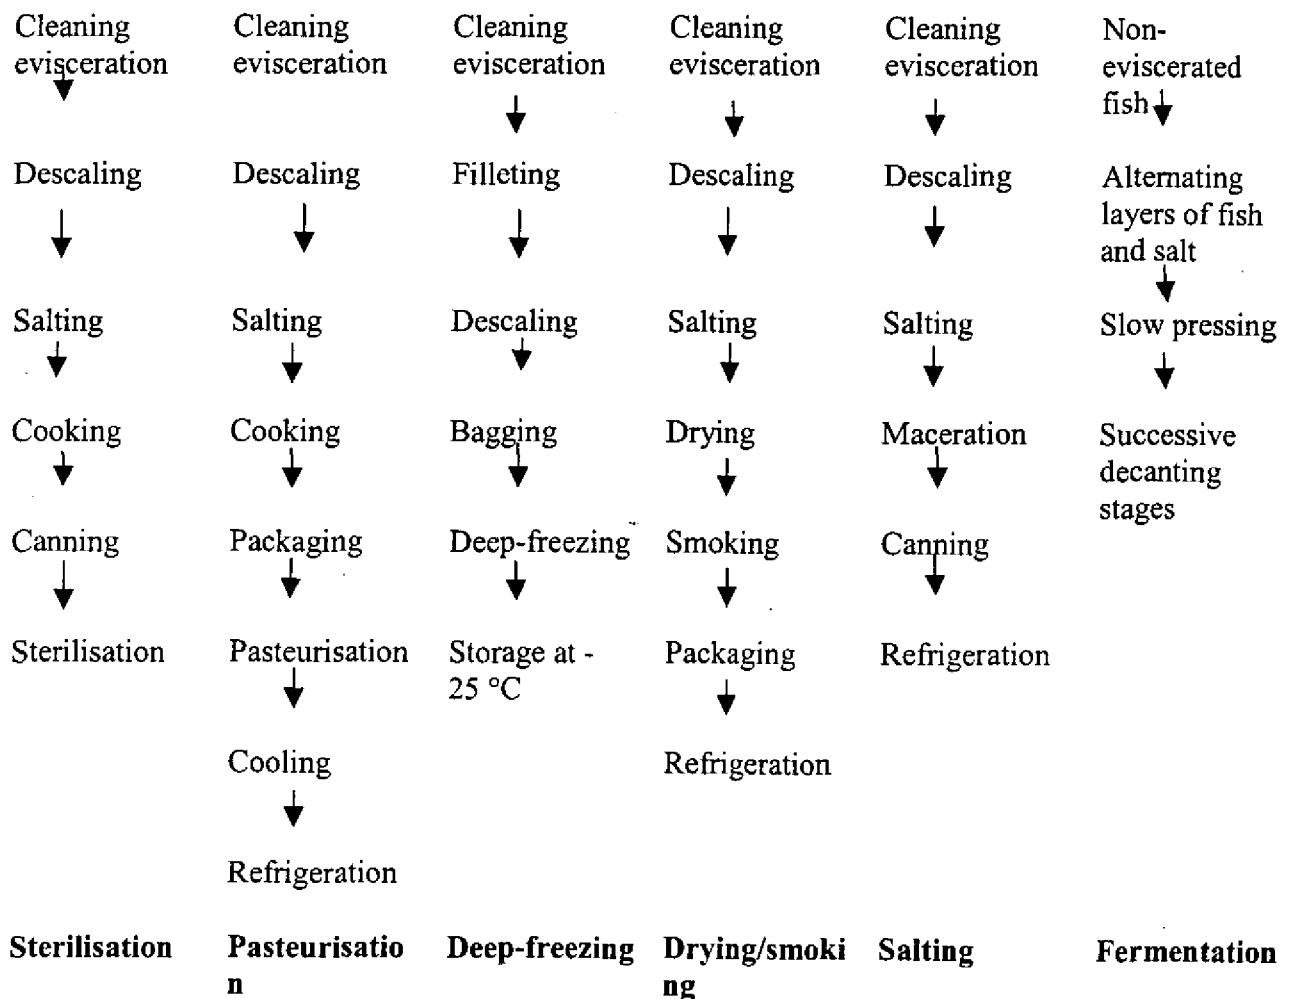 Cleaning
evisceration
Descaling
Salting
Cooking
Canning
Sterilisation
Sterilisation
Cleaning
evisceration
Descaling
Salting
Cooking
Packaging
Pasteurisation
Cooling
Refrigeration
Pasteurisatio
n
Cleaning
evisceration
Filleting
Descaling
Bagging
Deep-freezing
Storage at -
25 °C
Deep-freezing
Cleaning
evisceration
Descaling
Salting
Drying
Smoking
Packaging
Refrigeration
Drying/smoki
ng
Cleaning
evisceration
Descaling
Salting
Maceration
Canning
Refrigeration
Salting
Non-
eviscerated
fish
Alternating
layers of fish
and salt
Slow pressing
Successive
decanting
stages
Fermentation